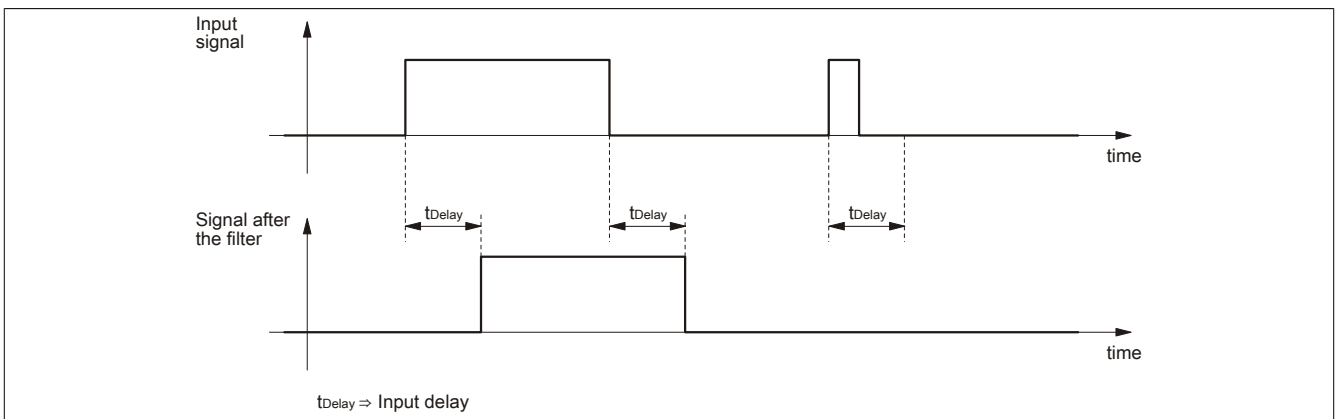 Input
signal
time
tDelay
tDelay
tDelay
Signal after
the filter
time
tDelay ⇒ Input delay